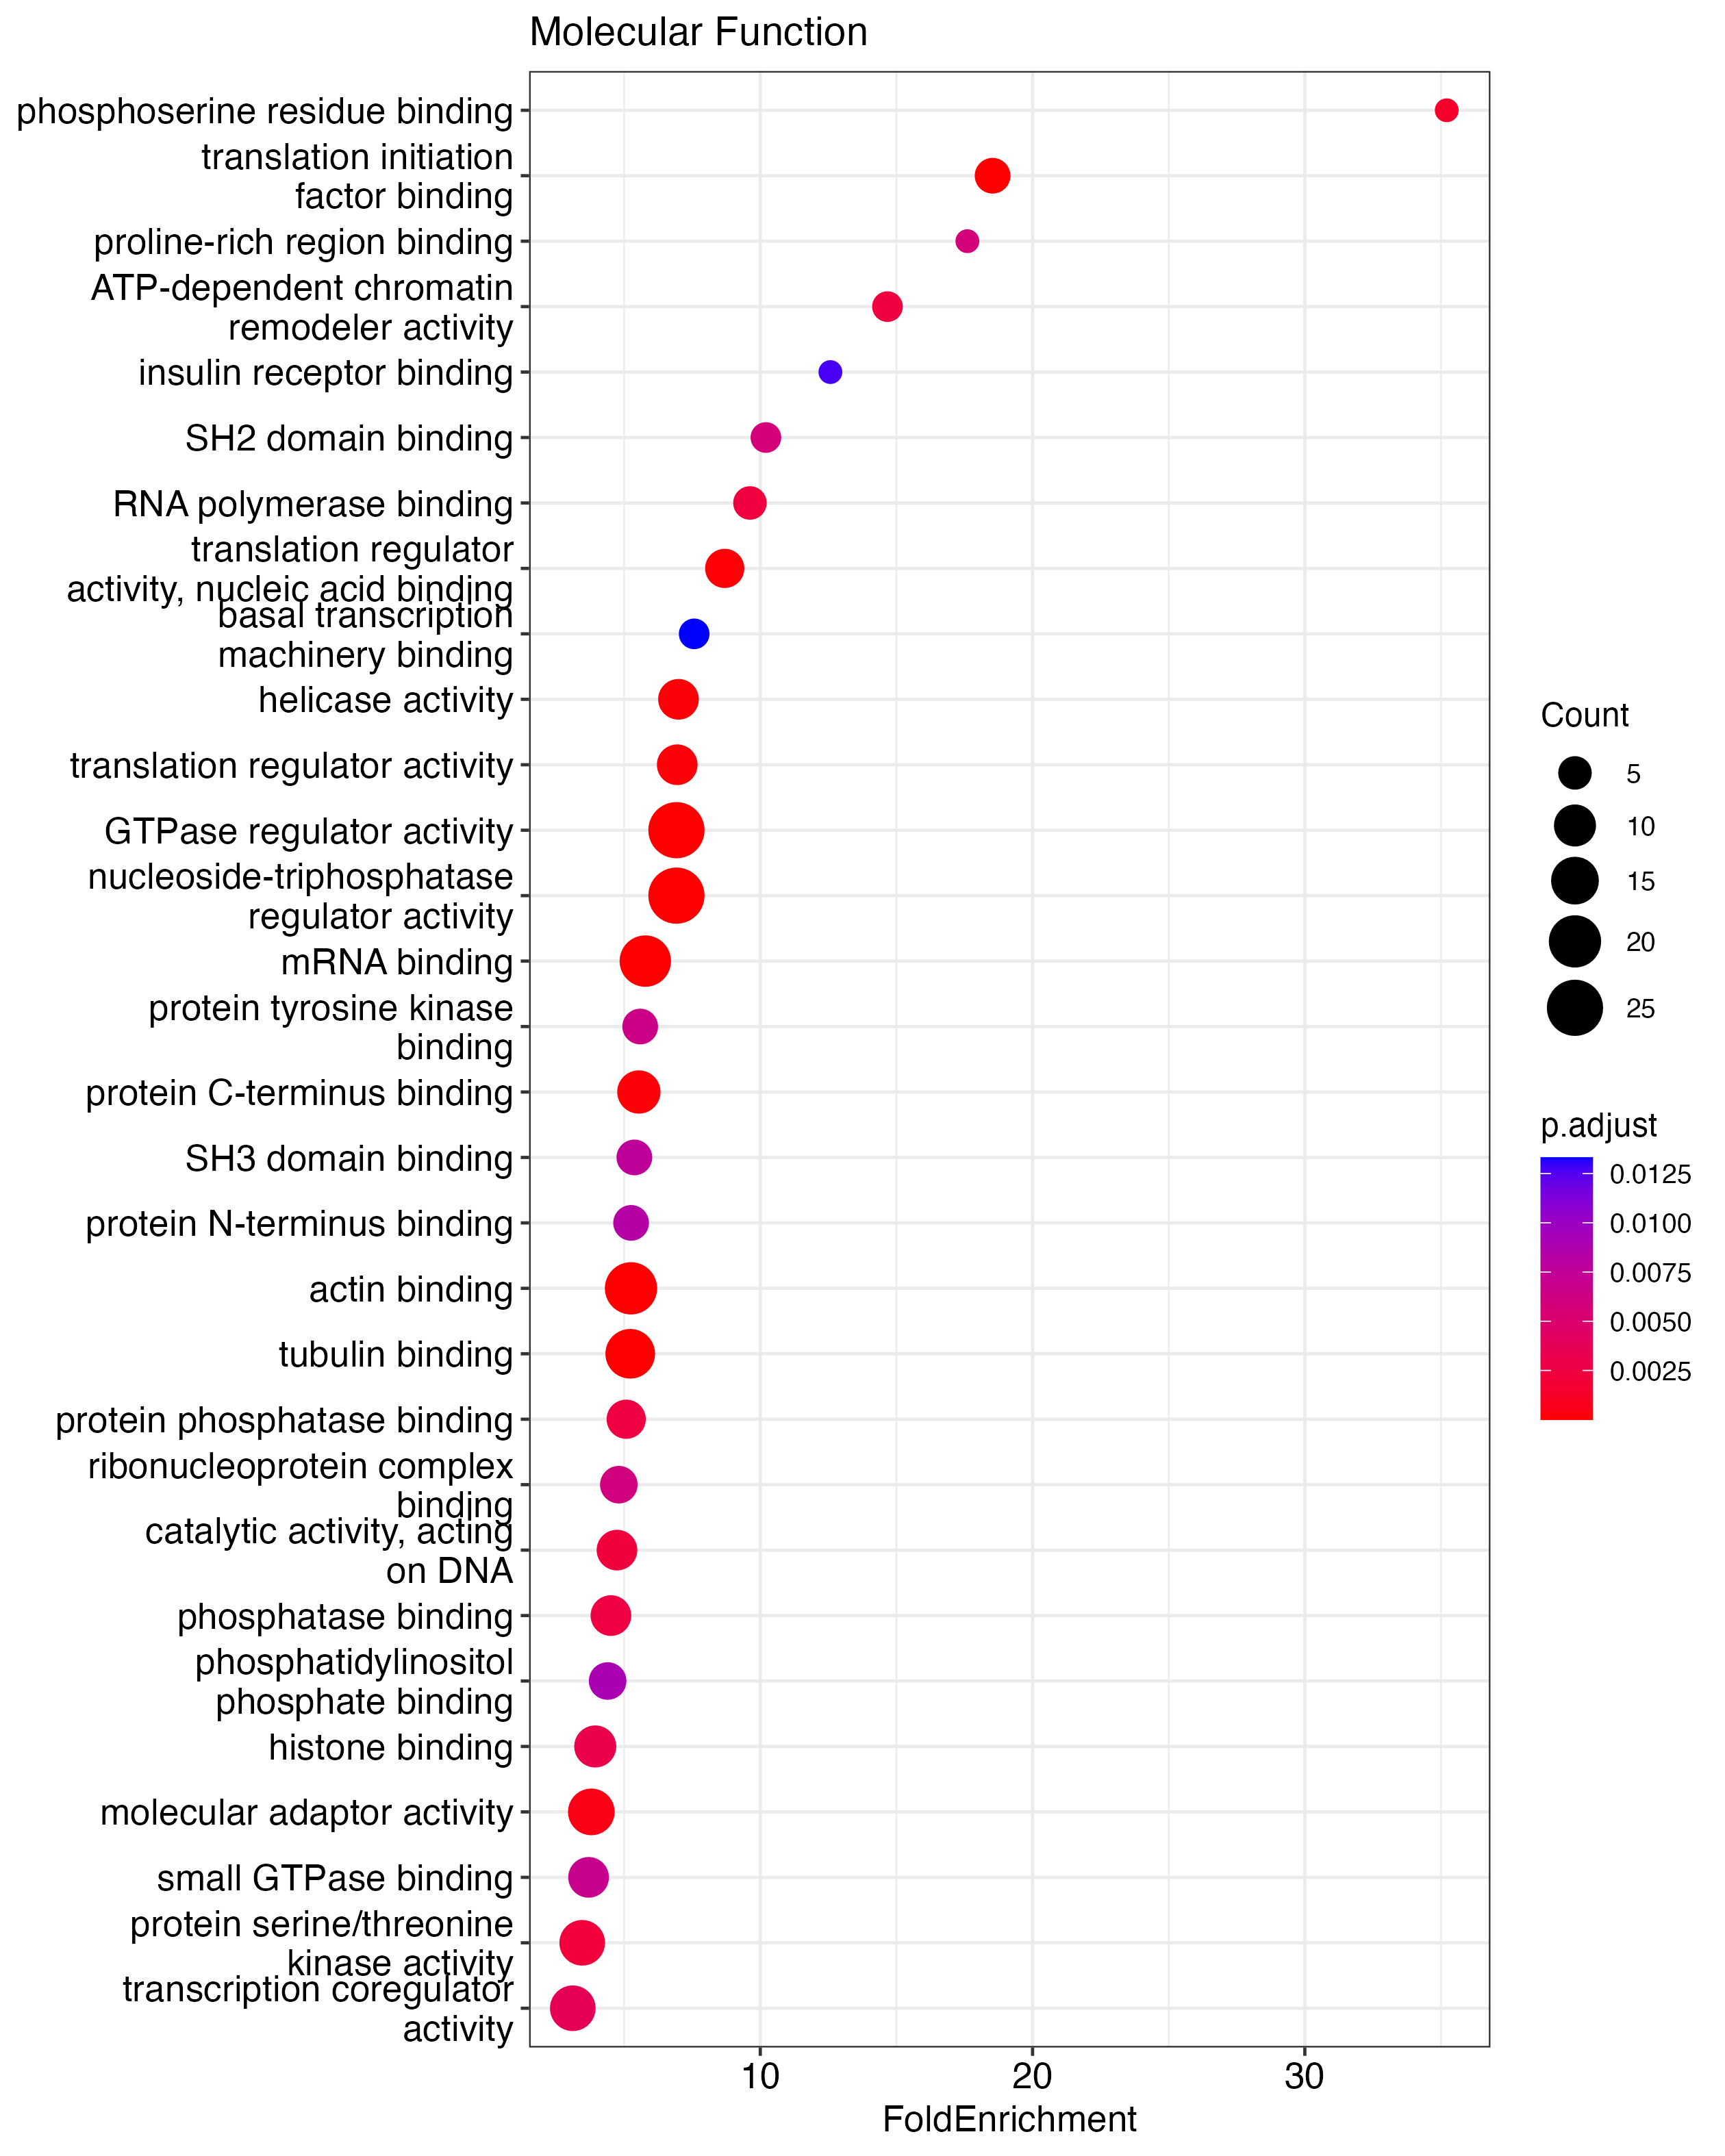 Molecular Function
phosphoserine residue binding
translation initiation
factor binding
proline-rich region binding
ATP-dependent chromatin
remodeler activity
insulin receptor binding
SH2 domain binding
RNA polymerase binding
translation regulator
activity, nucleic acid binding
basal transcription
machinery binding
helicase activity
translation regulator activity
GTPase regulator activity
nucleoside-triphosphatase
regulator activity
mRNA binding
protein tyrosine kinase
binding
protein C-terminus binding
SH3 domain binding
protein N-terminus binding
actin binding
tubulin binding
protein phosphatase binding
ribonucleoprotein complex
binding
catalytic activity, acting
on DNA
phosphatase binding
phosphatidylinositol
phosphate binding
histone binding
molecular adaptor activity
small GTPase binding
protein serine/threonine
kinase activity
transcription coregulator
activity
10 20 30
FoldEnrichment
Count
5
10
15
20
25
p.adjust
0.0125
0.0100
0.0075
0.0050
0.0025